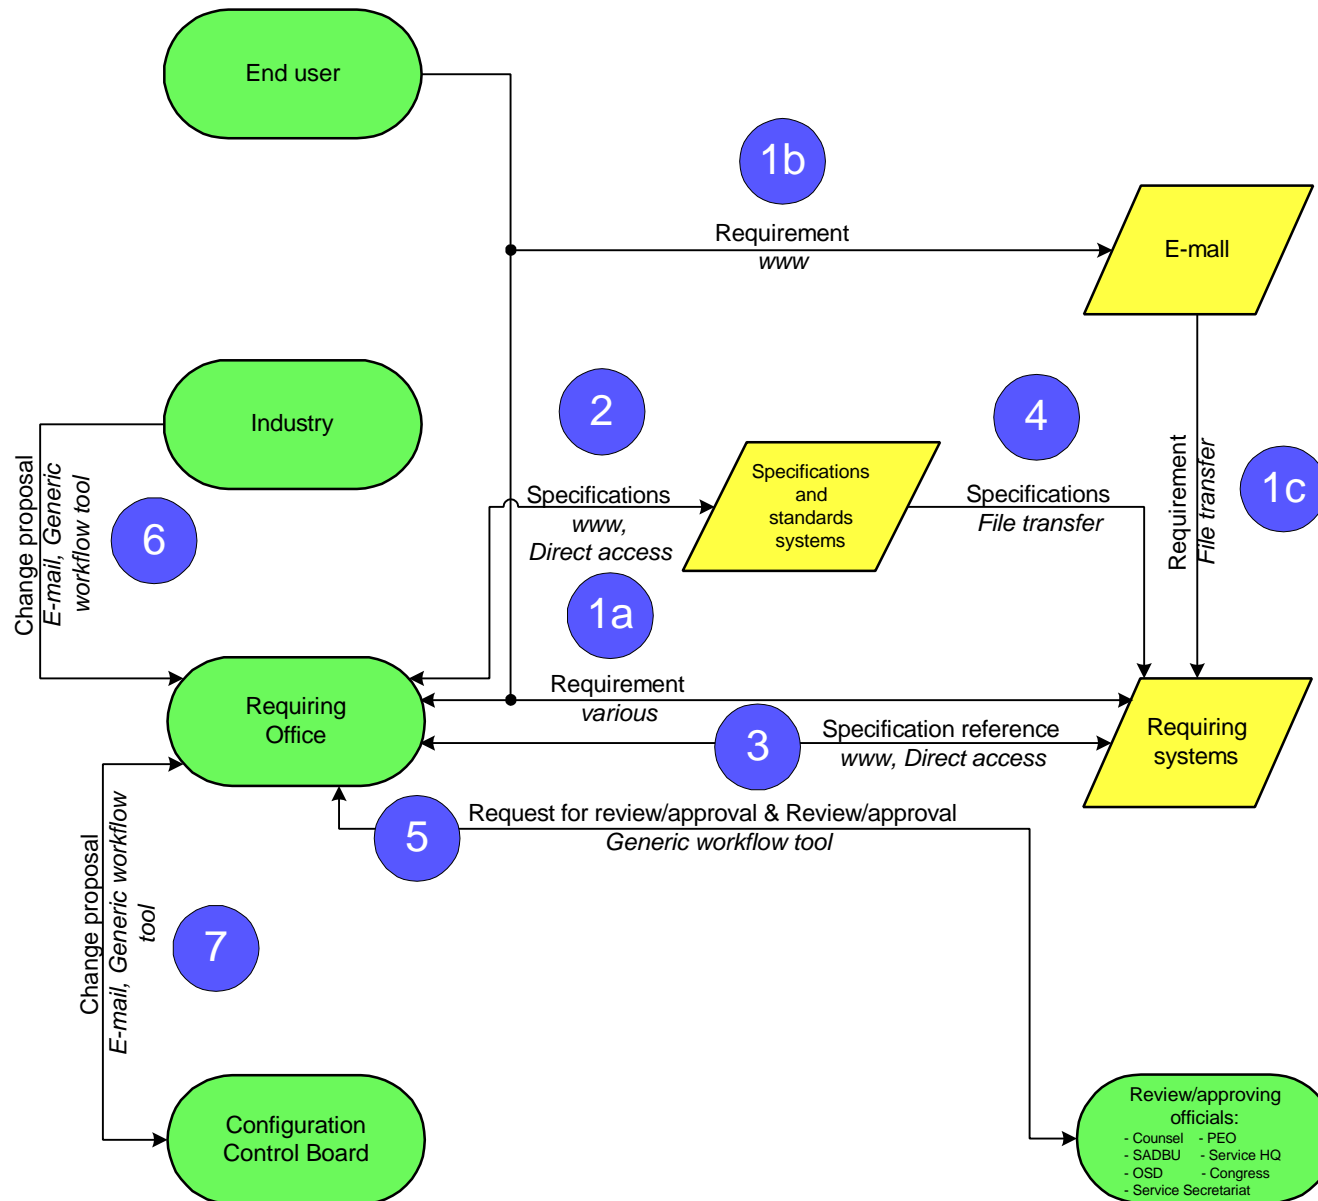 End user
1b
Requirement
www
E-mall
Industry
2
4
Specifications
and
standards
systems
Specifications
www,
Direct access
Specifications
File transfer
Requirement
File transfer
1c
Change proposal
E-mail, Generic
workflow tool
6
1a
Requiring
Office
Requirement
various
Requiring
systems
3
Specification reference
www, Direct access
5
Request for review/approval & Review/approval
Generic workflow tool
Change proposal
E-mail, Generic workflow
tool
7
Configuration
Control Board
Review/approving
officials:
- Counsel - PEO
- SADBU - Service HQ
- OSD - Congress
- Service Secretariat